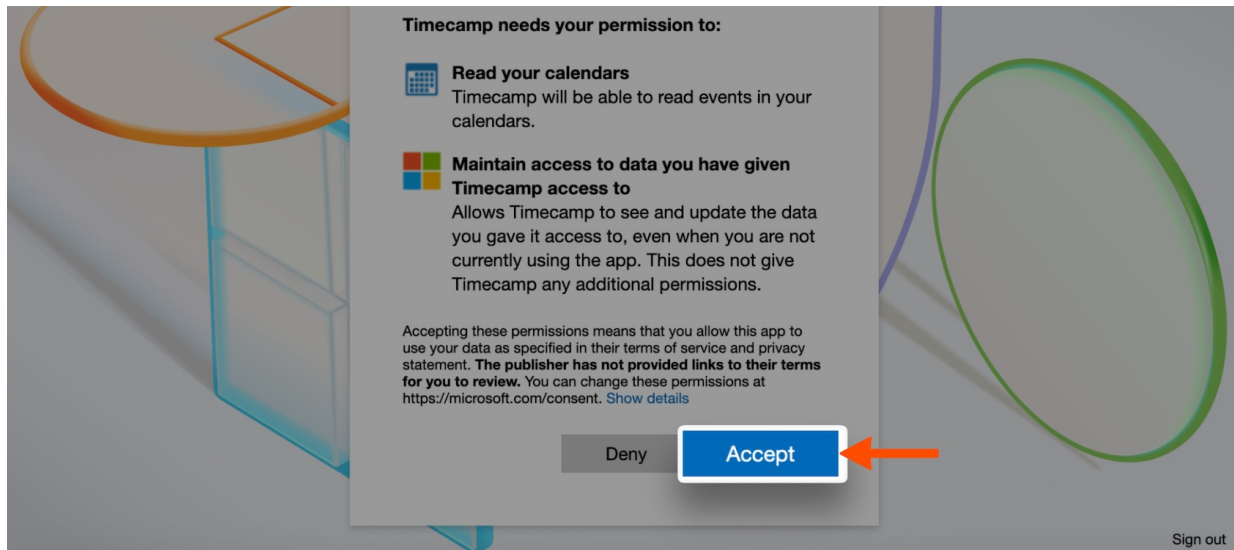 Timecamp needs your permission to:
Read your calendars
Timecamp will be able to read events in your
calendars.
Maintain access to data you have given
Timecamp access to
Allows Timecamp to see and update the data
you gave it access to, even when you are not
currently using the app. This does not give
Timecamp any additional permissions.
Accepting these permissions means that you allow this app to
use your data as specified in their terms of service and privacy
statement. The publisher has not provided links to their terms
for you to review. You can change these permissions at
https://microsoft.com/consent. Show details
Deny Accept
Sign out